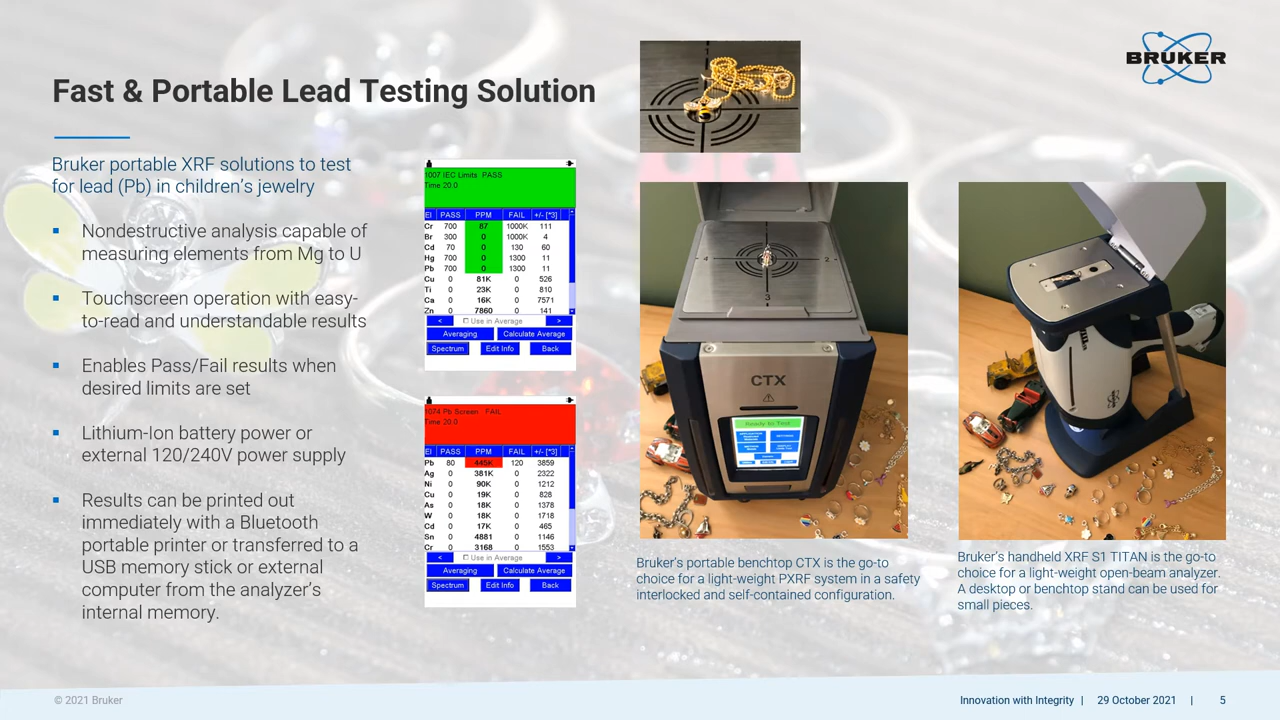 BRUKER
Fast & Portable Lead Testing Solution
Bruker portable XRF solutions to test
for lead (Pb) in children's jewelry
▪ Nondestructive analysis capable of
measuring elements from Mg to U
▪ Touchscreen operation with easy-
to-read and understandable results
▪ Enables Pass/Fail results when
desired limits are set
▪ Lithium-Ion battery power or
external 120/240V power supply
▪ Results can be printed out
immediately with a Bluetooth
portable printer or transferred to a
USB memory stick or external
computer from the analyzer's
internal memory.
1007 IEC Limits PASS
Time 20.0
El PASS PPM FAIL +/- [*3]
Cr 700 87 1000K 111
Br 300 0 1000K 4
Cd 70 0 130 60
Hg 700 0 1300 11
Pb 700 0 1300 11
Cu 0 81K 0 526
Ti 0 23K 0 810
Ca 0 16K 0 7571
Zn 0 7860 0 141
< Use in Average >
Averaging Calculate Average
Spectrum Edit Info Back
1074 Pb Screen FAIL
Time 20.0
El PASS PPM FAIL +/- [*3]
Pb 80 445K 120 3859
Ag 0 381K 0 2322
Ni 0 90K 0 1212
Cu 0 19K 0 828
As 0 18K 0 1378
W 0 18K 0 1718
Cd 0 17K 0 465
Sn 0 4881 0 1146
Cr 0 3168 0 1553
< Use in Average >
Averaging Calculate Average
Spectrum Edit Info Back
4 2
3
CTX
Ready to Test
Bruker's portable benchtop CTx is the go-to
choice for a light-weight PXRF system in a safety
interlocked and self-contained configuration.
Bruker's handheld XRF S1 TITAN is the go-to
choice for a light-weight open-beam analyzer.
A desktop or benchtop stand can be used for
small pieces.
© 2021 Bruker
Innovation with Integrity | 29 October 2021 | 5